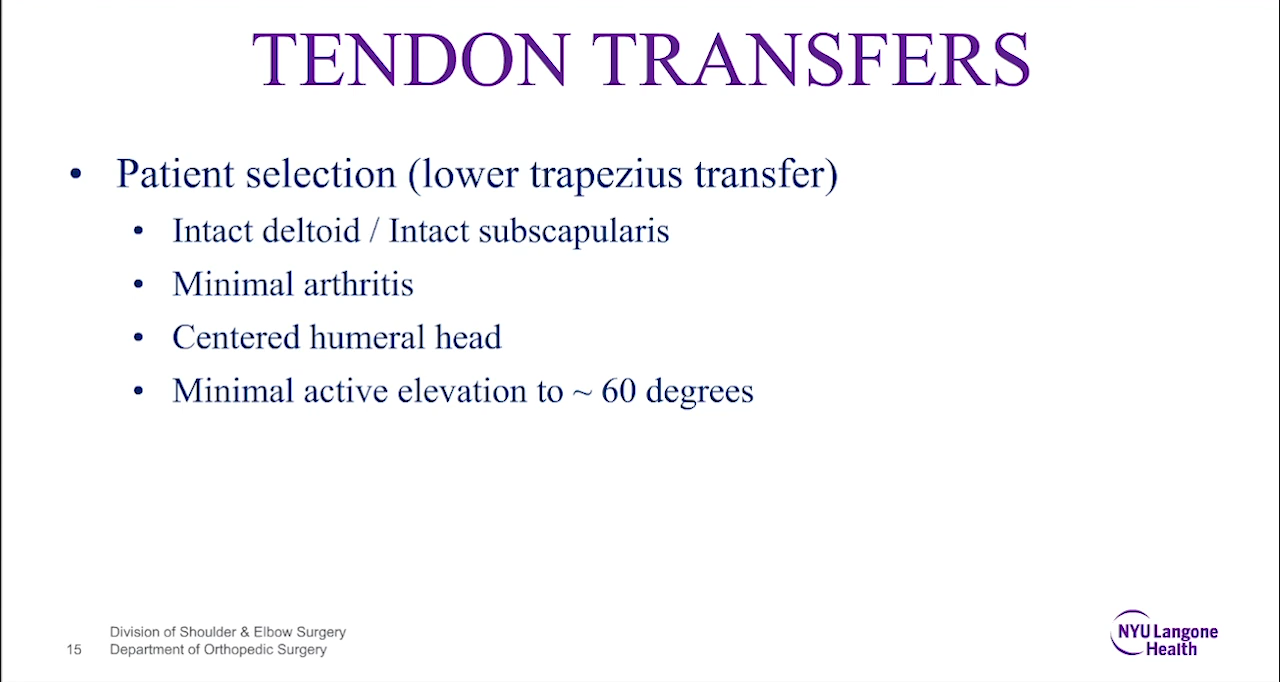 TENDON TRANSFERS
• Patient selection (lower trapezius transfer)
• Intact deltoid / Intact subscapularis
• Minimal arthritis
• Centered humeral head
• Minimal active elevation to ~ 60 degrees
Division of Shoulder & Elbow Surgery
15 Department of Orthopedic Surgery
NYU Langone
Health